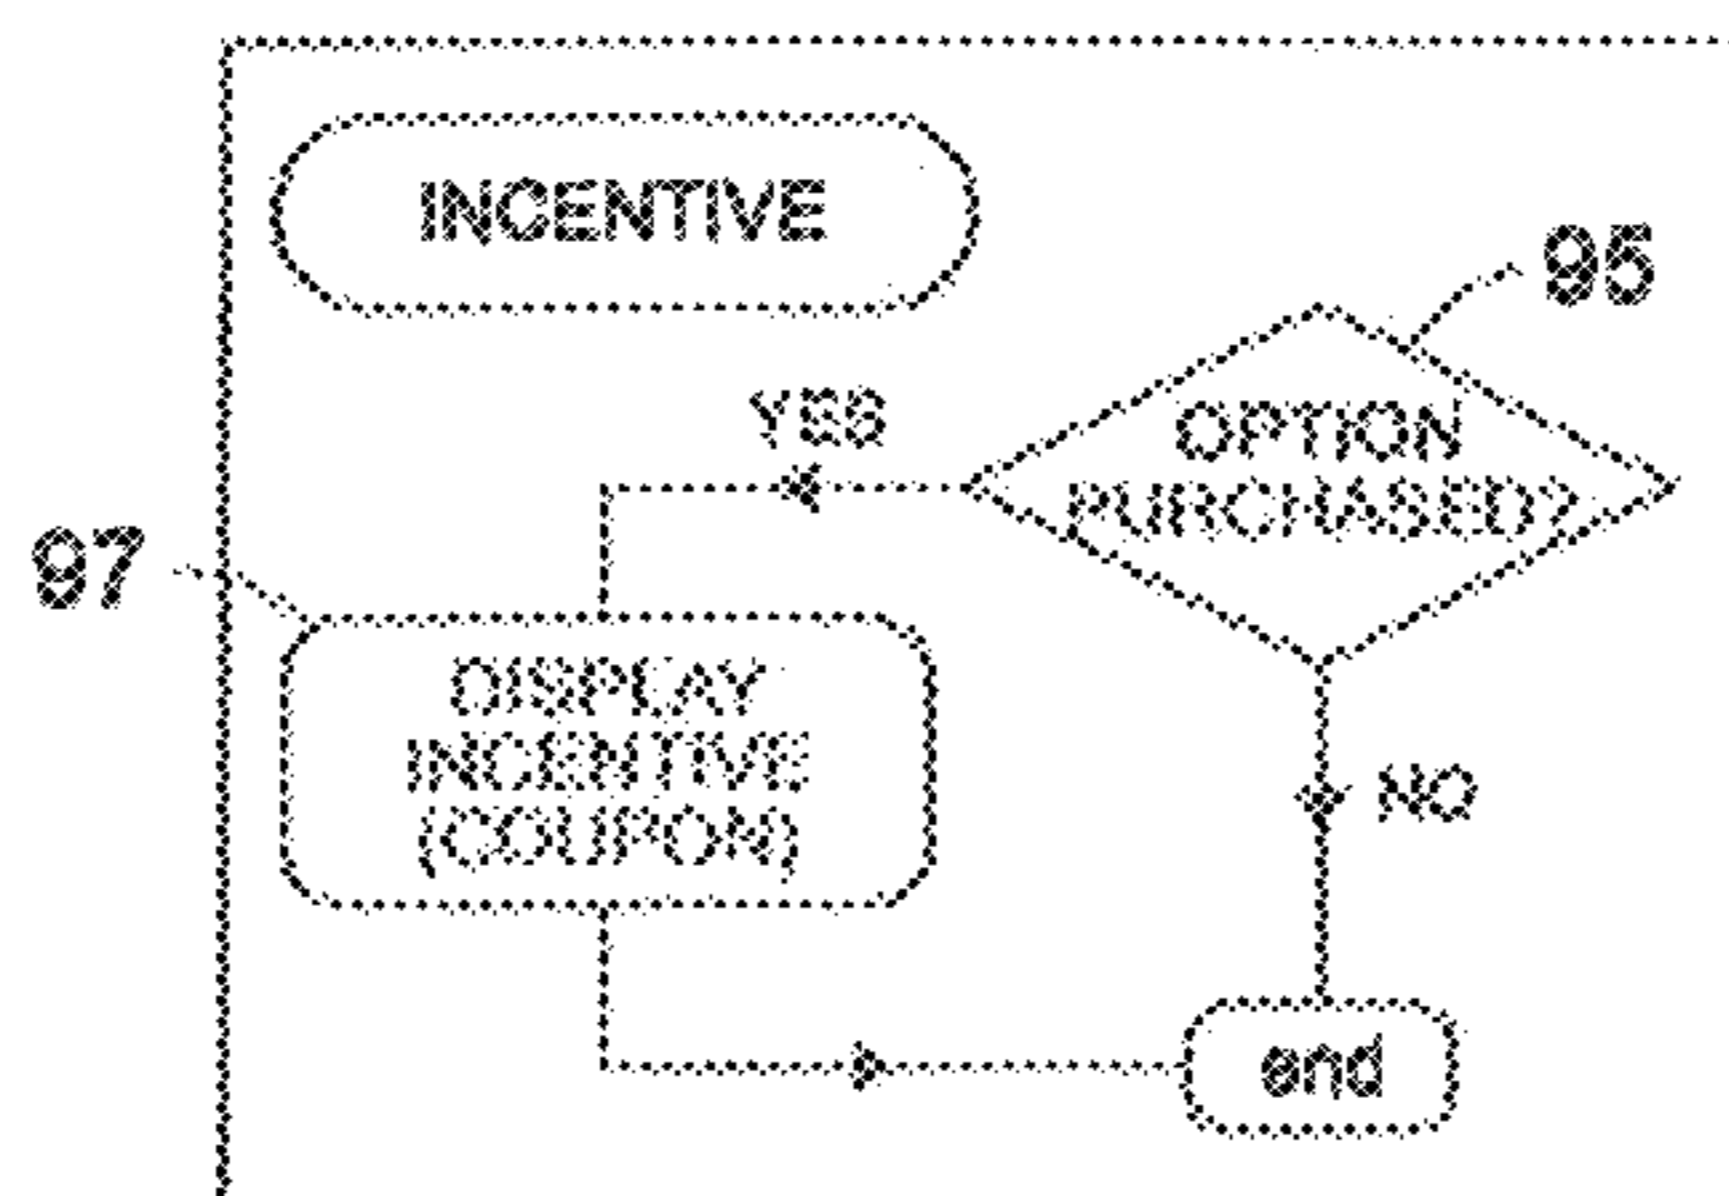 INCENTIVE
95
YES
OPTION
PURCHASED?
97
DISPLAY
INCENTIVE
(COUPON)
NO
end